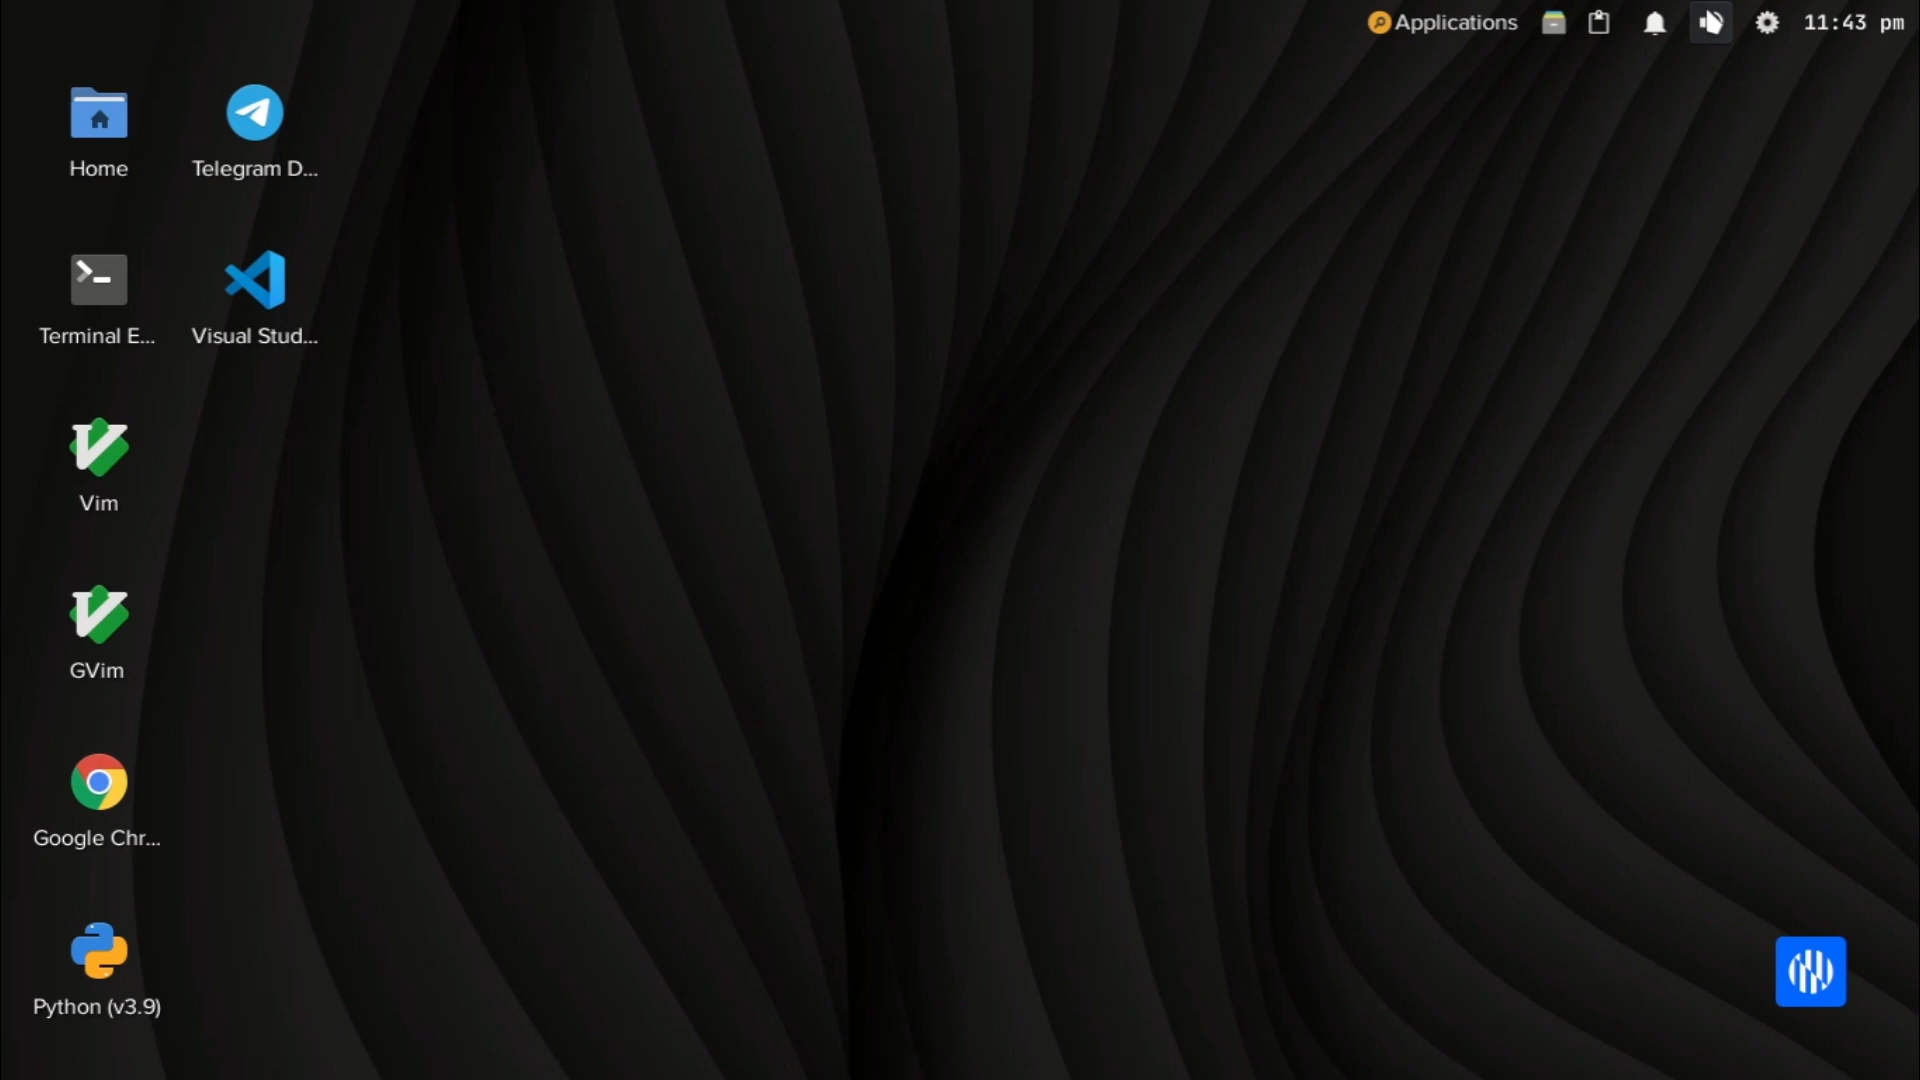 Applications 11:43 pm
Home Telegram D...
Terminal E... Visual Stud...
Vim
GVim
Google Chr...
Python (v3.9)